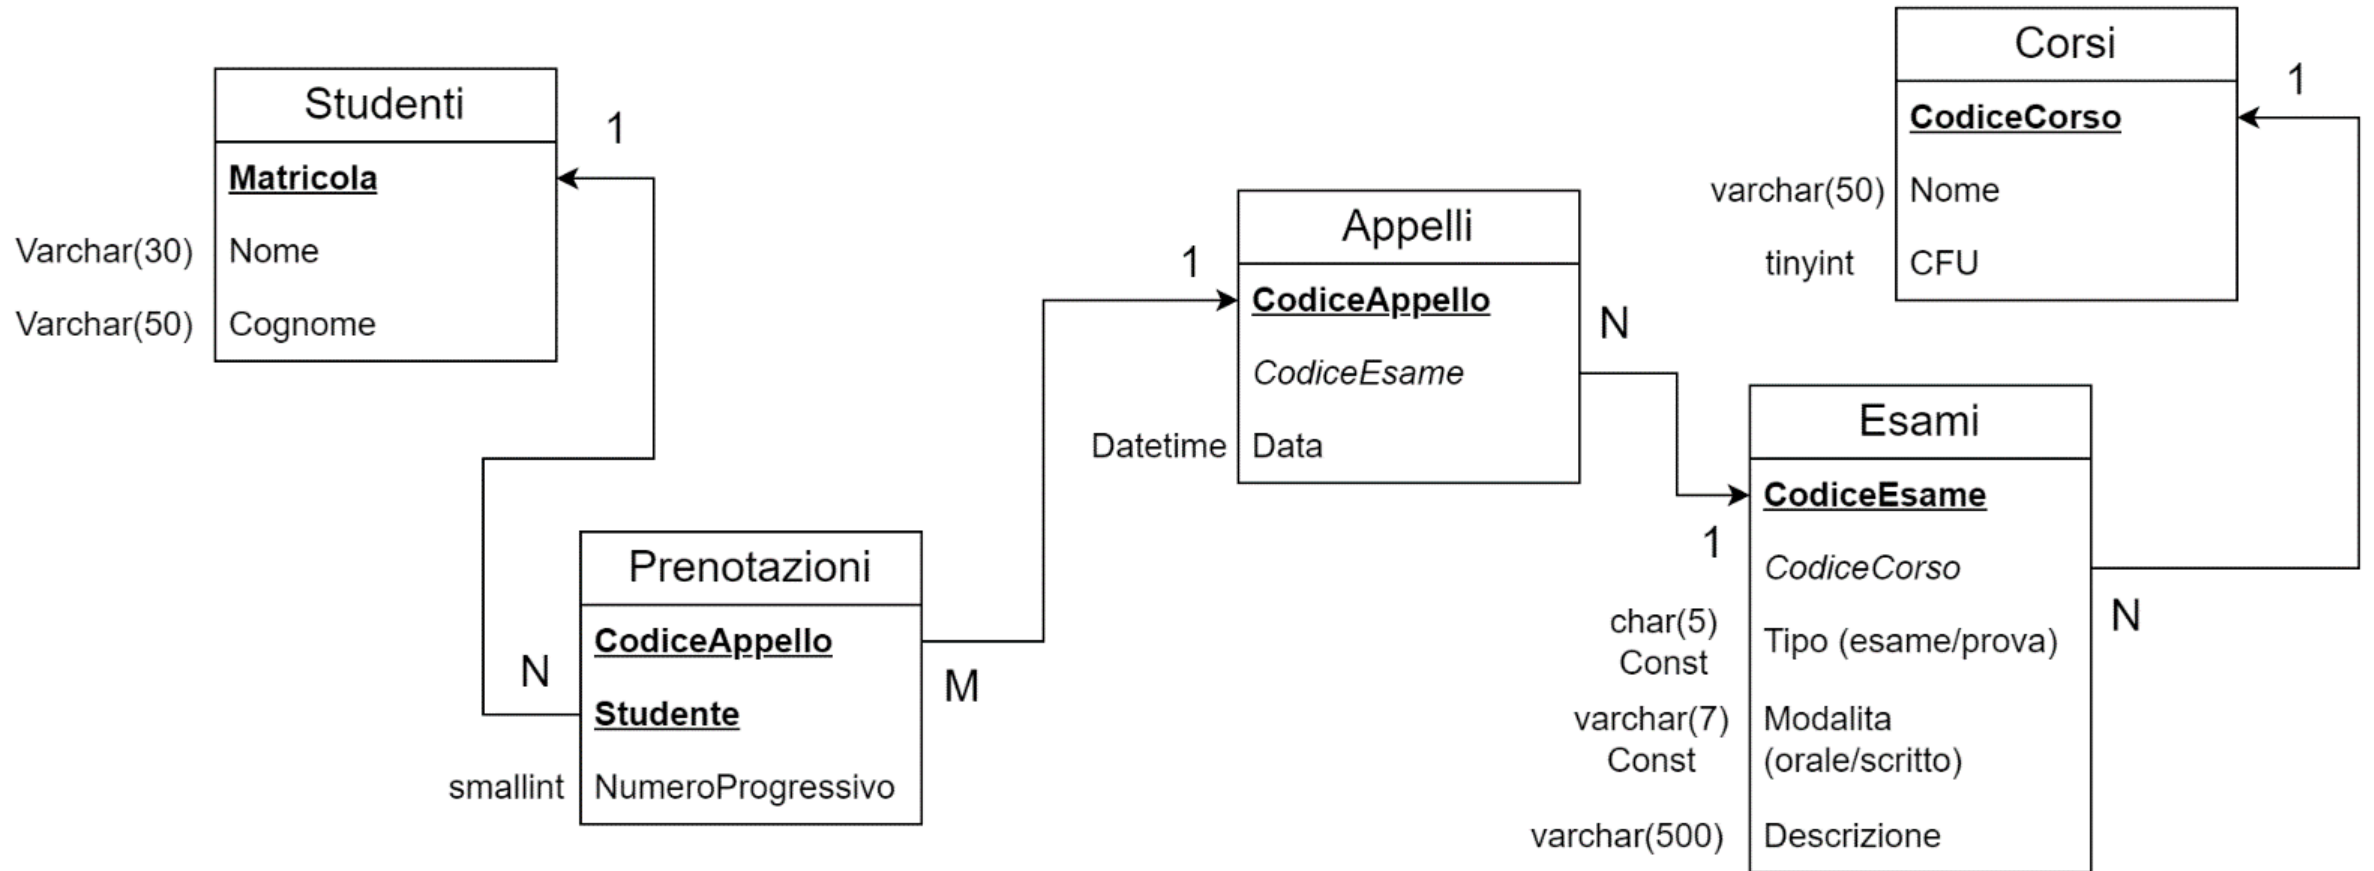 Studenti
1
Matricola
Varchar(30) Nome
Varchar(50) Cognome
Prenotazioni
CodiceAppello
N
M
Studente
smallint NumeroProgressivo
Appelli
1
CodiceAppello
N
CodiceEsame
Datetime Data
Corsi
1
CodiceCorso
varchar(50) Nome
tinyint CFU
Esami
CodiceEsame
1
CodiceCorso
N
char(5)
Const
Tipo (esame/prova)
varchar(7)
Const
Modalita
(orale/scritto)
varchar(500) Descrizione